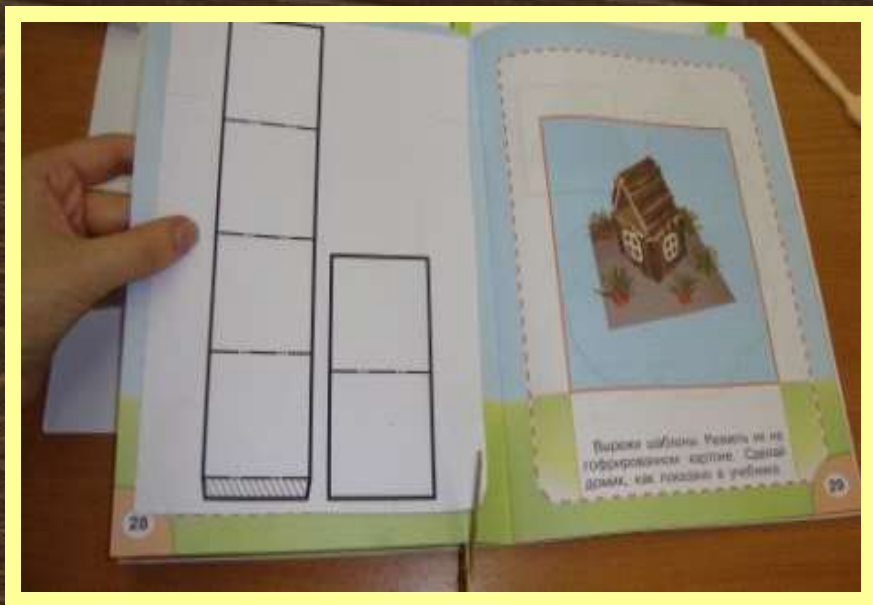 Вырежи шаблоны. Разметь их на
гофрированном картоне. Сделай
домик, как показано в учебнике.
28
29